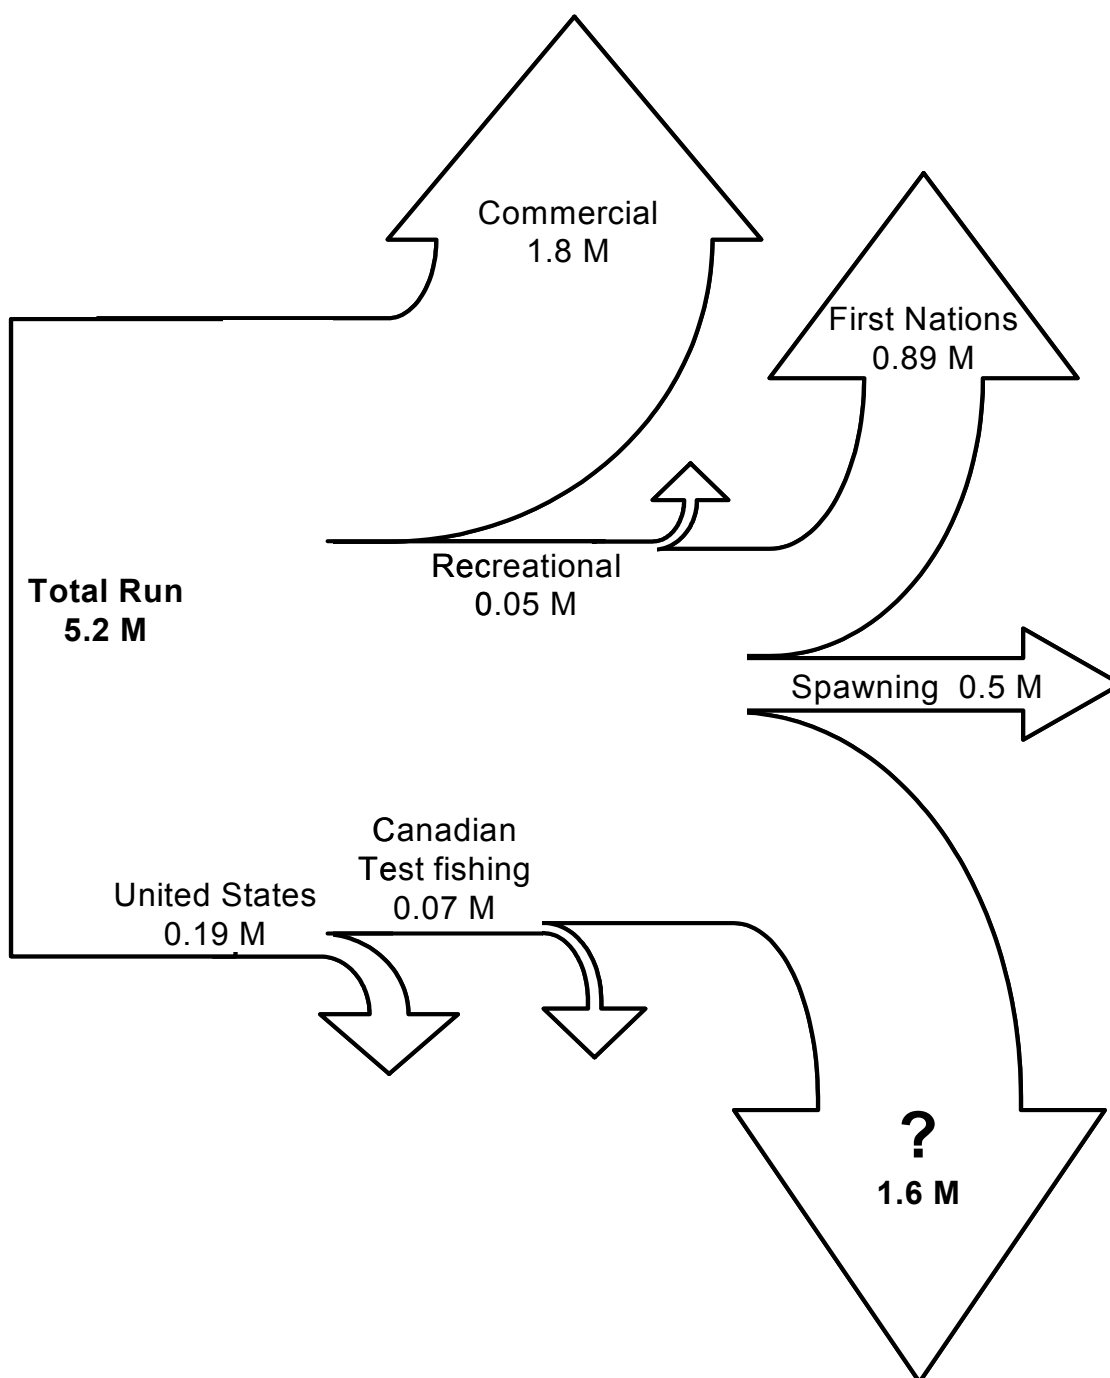 Commercial
1.8 M
First Nations
0.89 M
Recreational
0.05 M
Total Run
5.2 M
Spawning 0.5 M
Canadian
Test fishing
0.07 M
United States
0.19 M
?
1.6 M